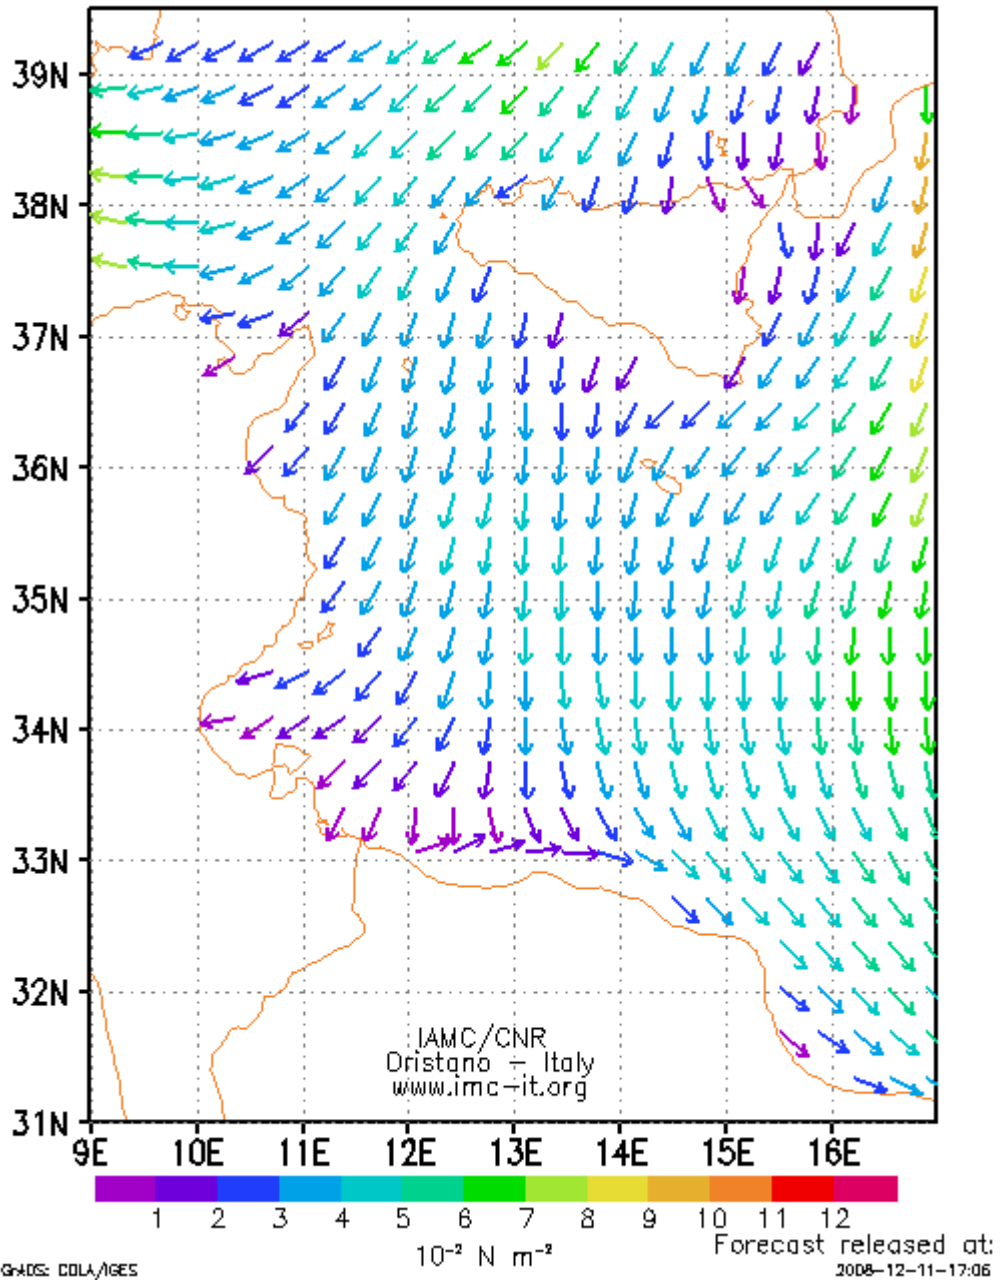 39N
38N
37N
36N
35N
34N
33N
32N
31N
IAMC/CNR
Oristano – Italy
www.imc-it.org
9E 10E 11E 12E 13E 14E 15E 16E
1 2 3 4 5 6 7 8 9 10 11 12
10⁻² N m⁻²
Forecast released at:
GrADS: COLA/IGES
2008-12-11-17:06